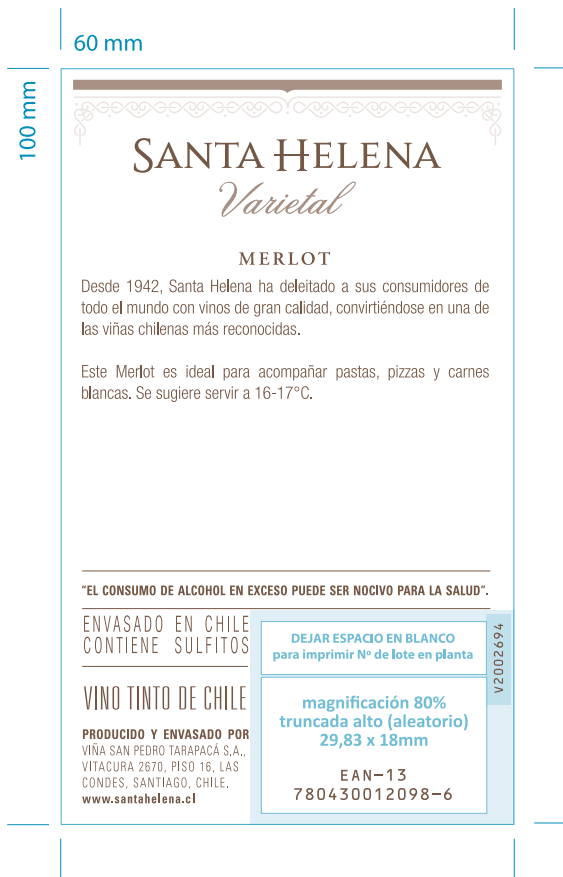 60 mm
100 mm
SANTA HELENA
Varietal
MERLOT
Desde 1942, Santa Helena ha deleitado a sus consumidores de
todo el mundo con vinos de gran calidad, convirtiéndose en una de
las viñas chilenas más reconocidas.
Este Merlot es ideal para acompañar pastas, pizzas y carnes
blancas. Se sugiere servir a 16-17°C.
"EL CONSUMO DE ALCOHOL EN EXCESO PUEDE SER NOCIVO PARA LA SALUD".
ENVASADO EN CHILE
CONTIENE SULFITOS
VINO TINTO DE CHILE
PRODUCIDO Y ENVASADO POR
VIÑA SAN PEDRO TARAPACÁ S.A.,
VITACURA 2670, PISO 16, LAS
CONDES, SANTIAGO, CHILE.
www.santahelena.cl
DEJAR ESPACIO EN BLANCO
para imprimir Nº de lote en planta
V2002694
magnificación 80%
truncada alto (aleatorio)
29,83 x 18mm
EAN-13
780430012098-6